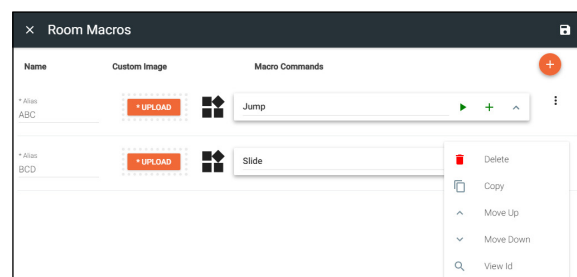 × Room Macros
Name Custom Image Macro Commands
* Alias
ABC
* UPLOAD
Jump
* Alias
BCD
* UPLOAD
Slide
Delete
Copy
Move Up
Move Down
View Id